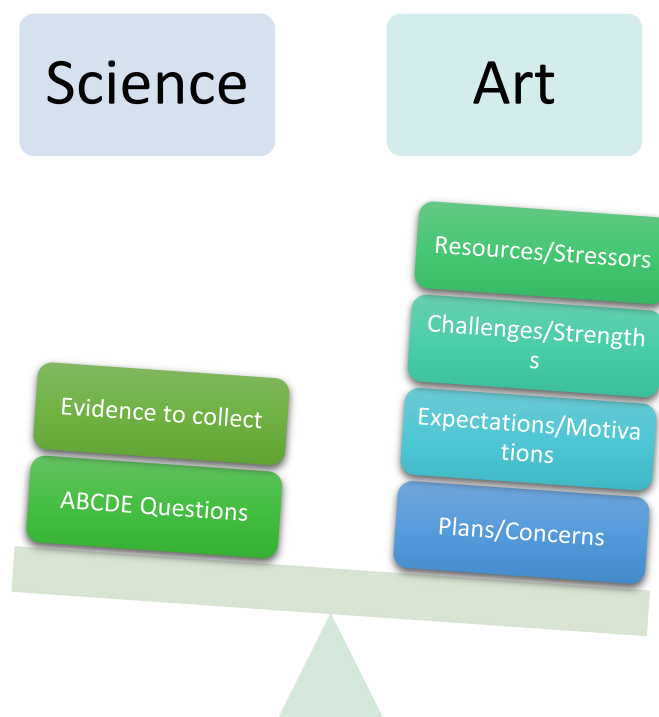 Science
Art
Resources/Stressors
Challenges/Strength
s
Expectations/Motiva
tions
Plans/Concerns
Evidence to collect
ABCDE Questions